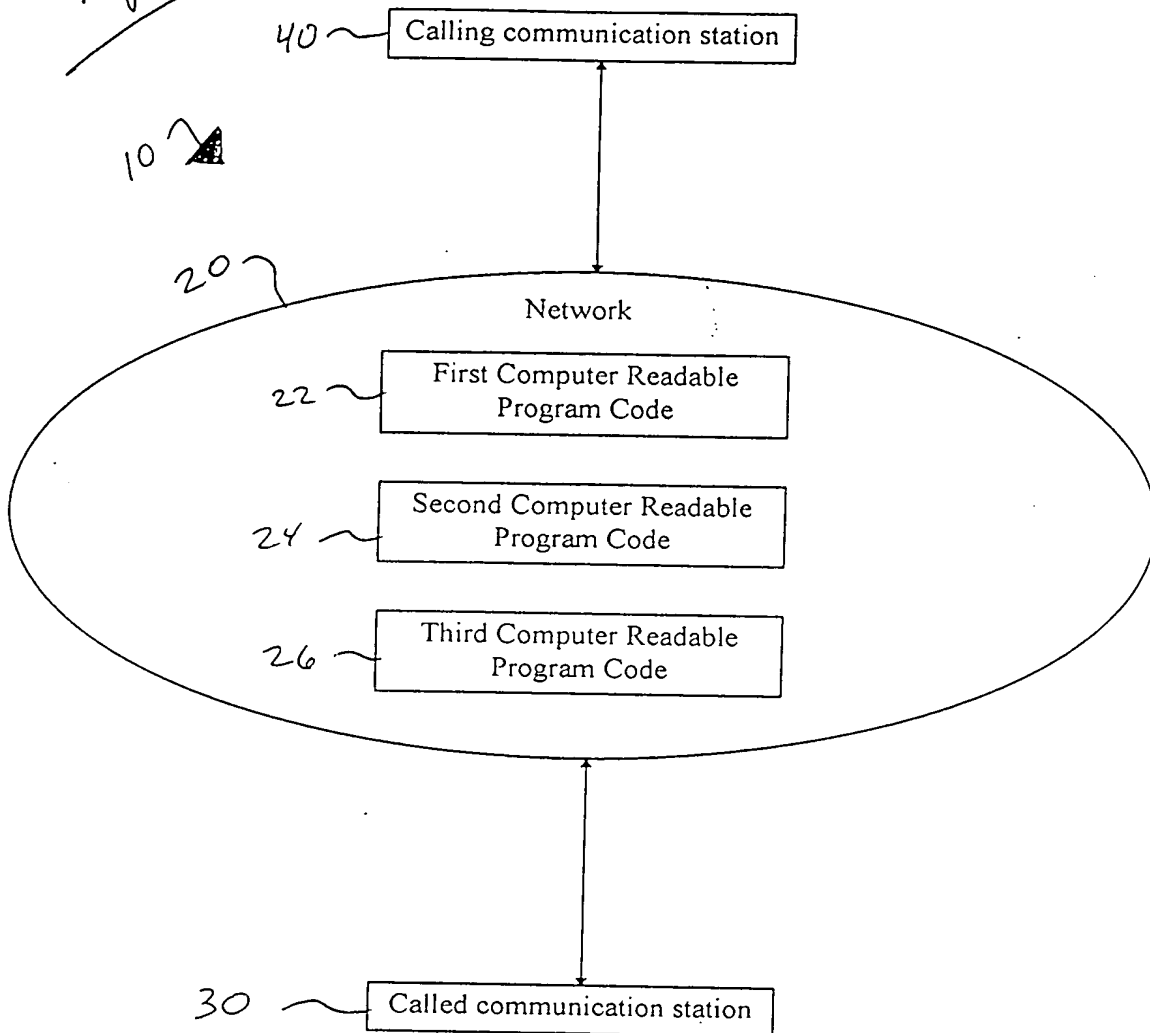 40 Calling communication station
10
20
Network
22 First Computer Readable
Program Code
24 Second Computer Readable
Program Code
26 Third Computer Readable
Program Code
30 Called communication station